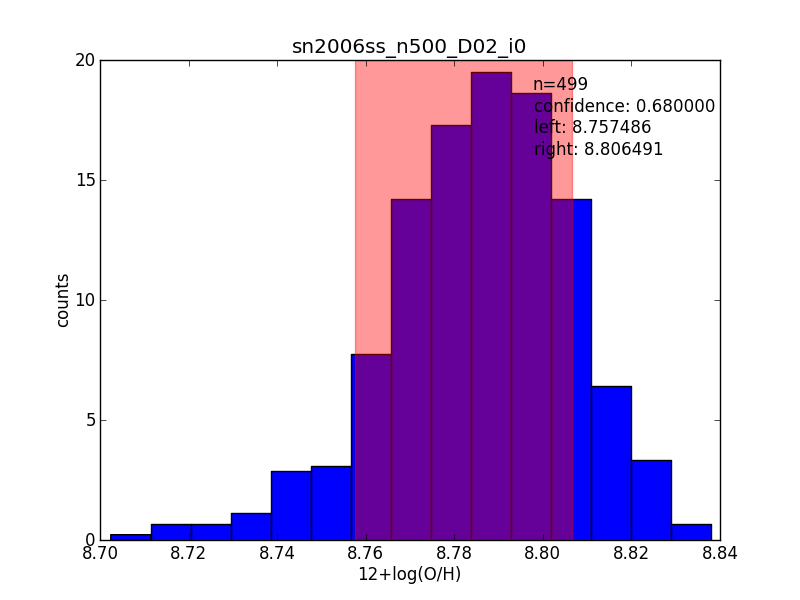 sn2006ss_n500_D02_i0
20
n=499
confidence: 0.680000
left: 8.757486
right: 8.806491
15
10
5
0
counts
8.70 8.72 8.74 8.76 8.78 8.80 8.82 8.84
12+log(O/H)